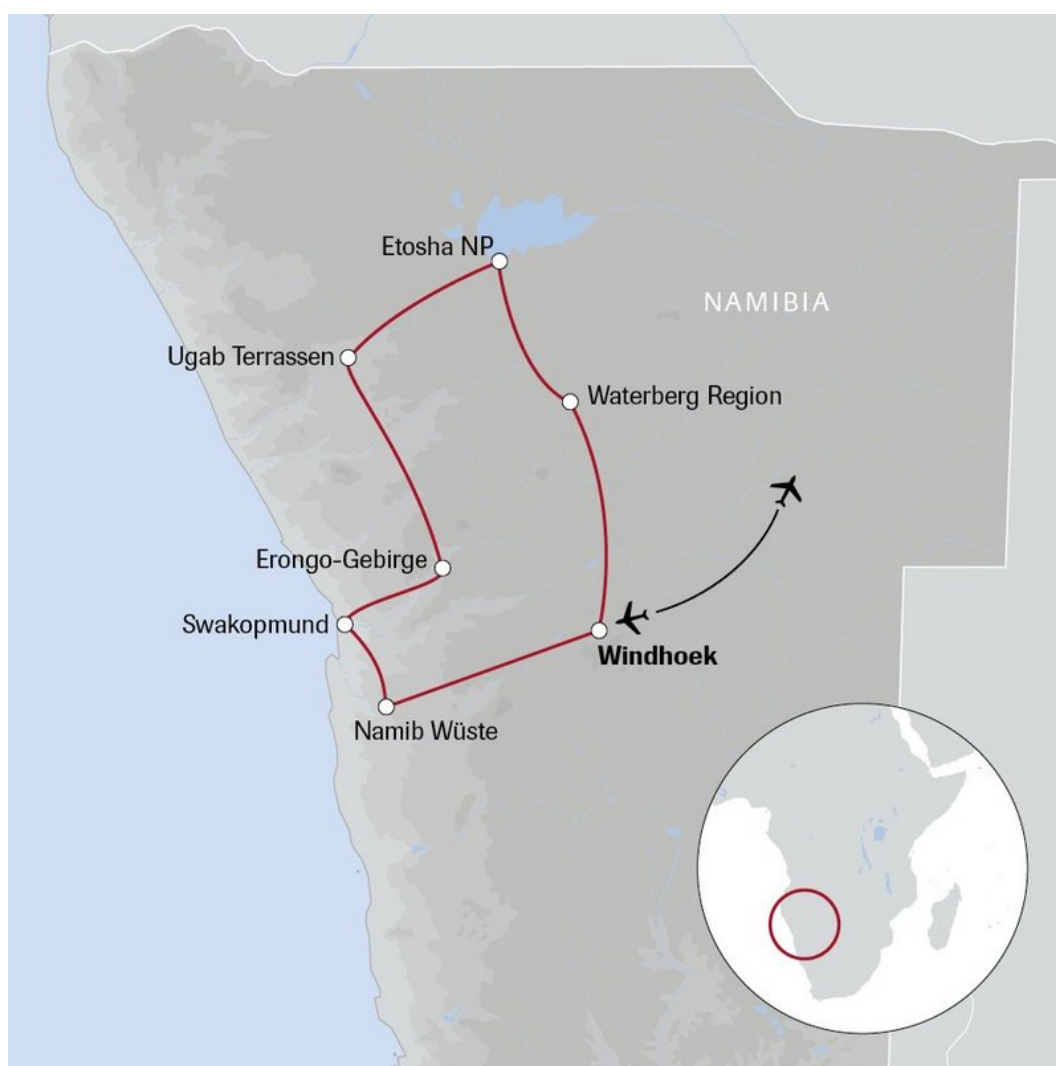 Etosha NP
NAMIBIA
Ugab Terrassen
Waterberg Region
Erongo-Gebirge
Swakopmund
Windhoek
Namib Wüste